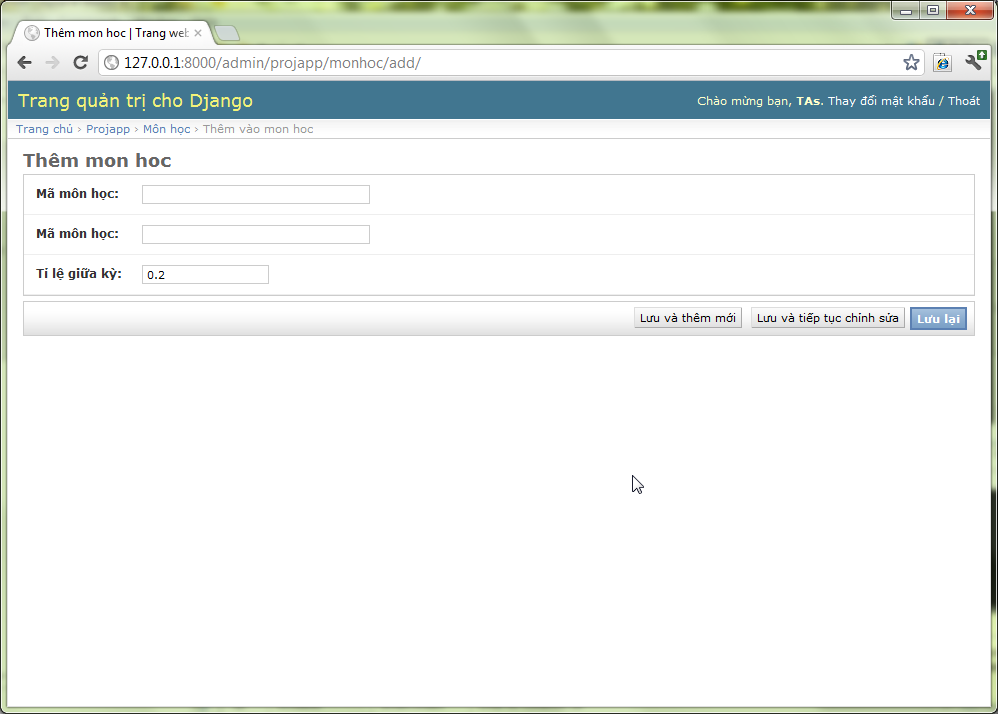 Thêm mon hoc | Trang web
127.0.0.1:8000/admin/projapp/monhoc/add/
Trang quản trị cho Django
Chào mừng bạn, TAs. Thay đổi mật khẩu / Thoát
Trang chủ › Projapp › Môn học › Thêm vào mon hoc
Thêm mon hoc
Mã môn học:
Mã môn học:
Tỉ lệ giữa kỳ: 0.2
Lưu và thêm mới Lưu và tiếp tục chỉnh sửa Lưu lại